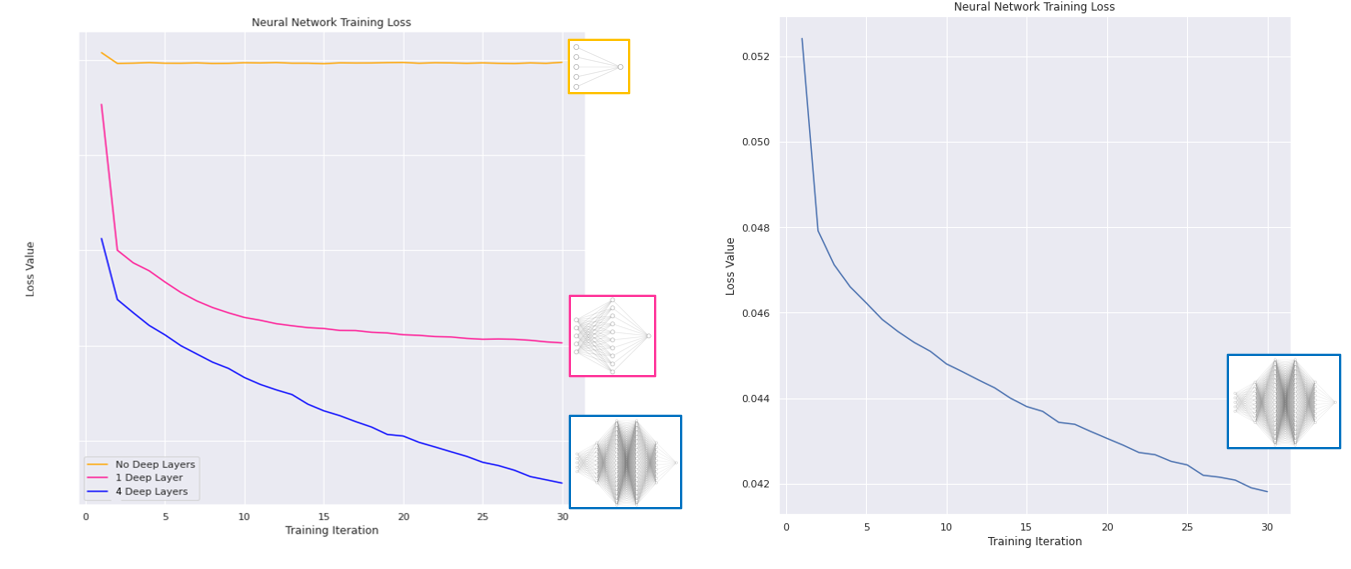 Neural Network Training Loss
Loss Value
No Deep Layers
1 Deep Layer
4 Deep Layers
0 5 10 15 20 25 30
Training Iteration
Neural Network Training Loss
0.052
0.050
0.048
0.046
0.044
0.042
Loss Value
0 5 10 15 20 25 30
Training Iteration